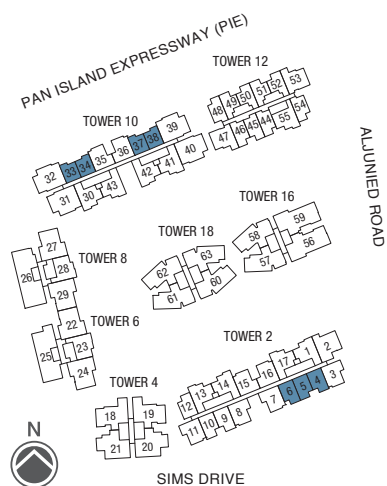 PAN ISLAND EXPRESSWAY (PIE)
TOWER 12
48 49 50 51 52 53
47 46 45 44 55 54
TOWER 10
32 33 34 35 36 37 38 39
31 30 43 42 41 40
ALJUNIED ROAD
TOWER 16
58 59
57 56
TOWER 18
62 63
61 60
TOWER 8
27
26 28
29
TOWER 6
22
25 23
24
TOWER 2
12 13 14 15 16 17 1 2
11 10 9 8 7 6 5 4 3
TOWER 4
18 19
21 20
N
SIMS DRIVE